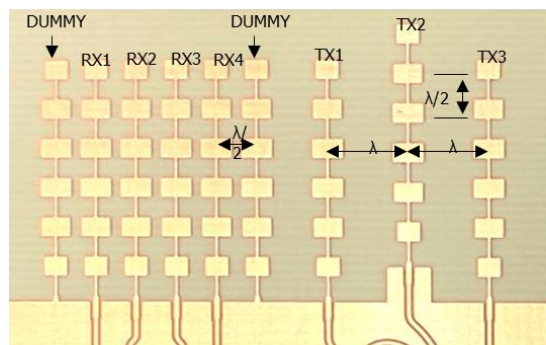 DUMMY
DUMMY
TX2
RX1
RX2
RX3
RX4
TX1
TX3
λ/2
λ/
2
λ
λ